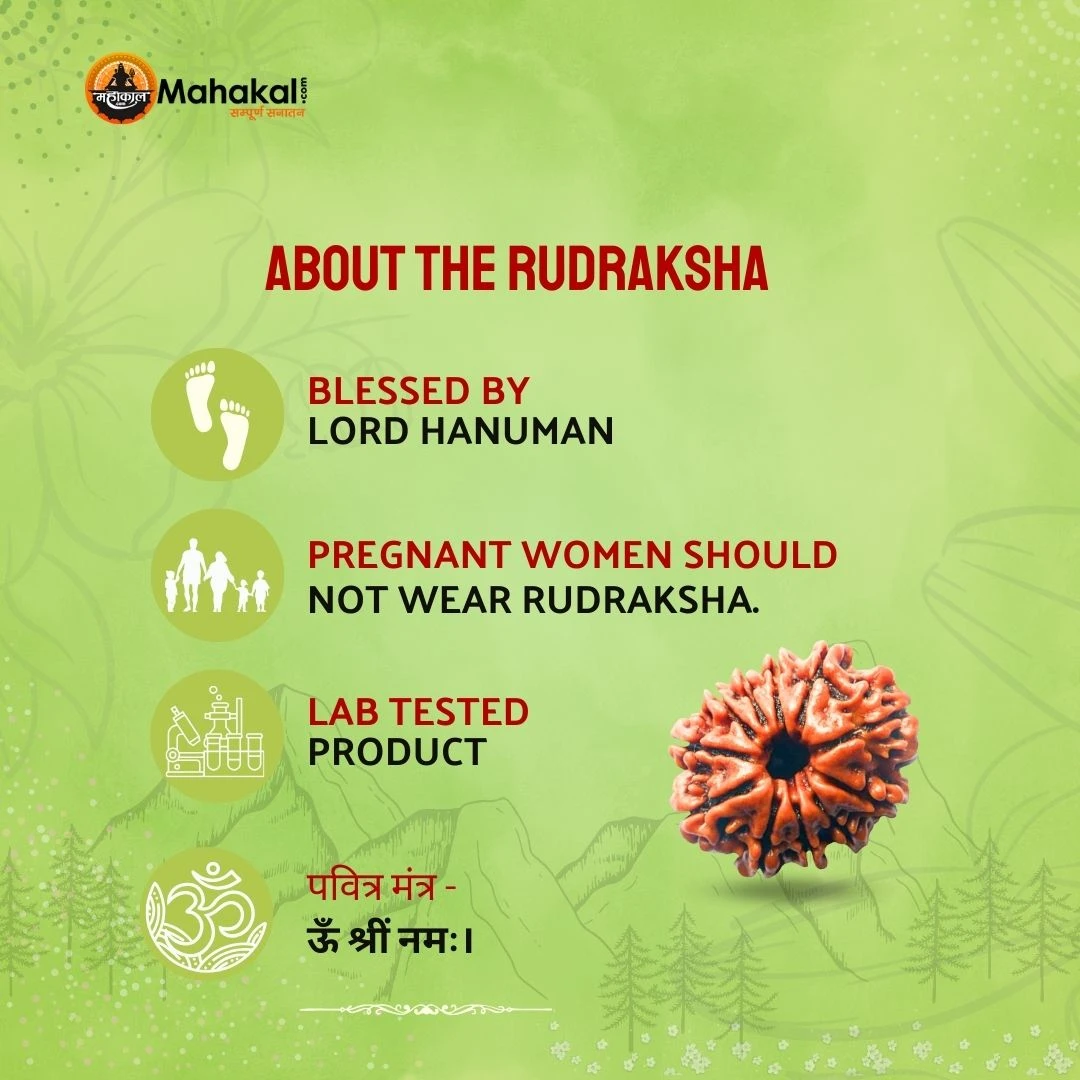 महाकाल
.com
Mahakal.com
सम्पूर्ण सनातन
ABOUT THE RUDRAKSHA
BLESSED BY
LORD HANUMAN
PREGNANT WOMEN SHOULD
NOT WEAR RUDRAKSHA.
LAB TESTED
PRODUCT
पवित्र मंत्र -
ॐ
ऊँ श्रीं नमः।